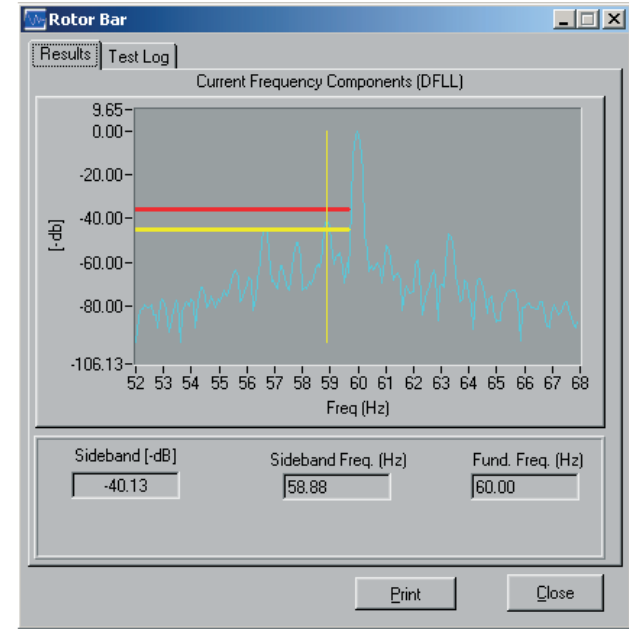 Rotor Bar
Results Test Log
Current Frequency Components (DFLL)
9.65
0.00
-20.00
-40.00
-60.00
-80.00
-106.13
[-db]
52 53 54 55 56 57 58 59 60 61 62 63 64 65 66 67 68
Freq (Hz)
Sideband [-dB] Sideband Freq. (Hz) Fund. Freq. (Hz)
-40.13 58.88 60.00
Print Close